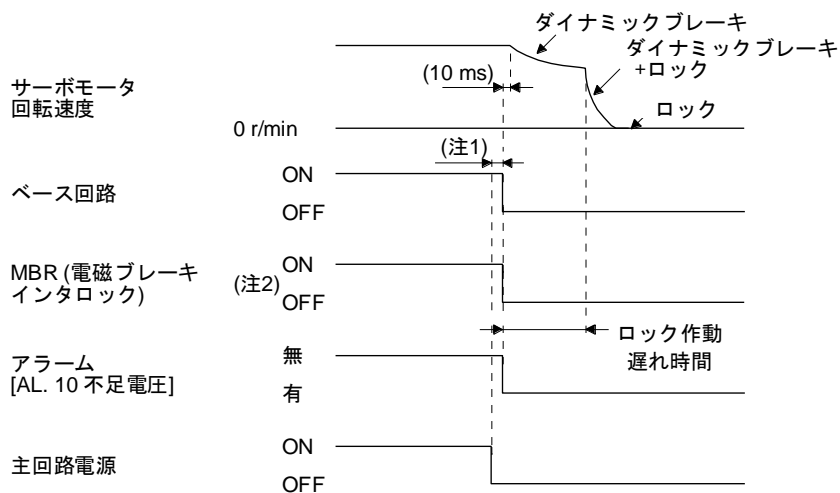 ダイナミックブレーキ
ダイナミックブレーキ
+ロック
(10 ms)
サーボモータ
回転速度
ロック
0 r/min
(注1)
ON
ベース回路
OFF
MBR (電磁ブレーキ
インタロック)
(注2)
ON
OFF
ロック作動
遅れ時間
アラーム
[AL. 10 不足電圧]
無
有
ON
主回路電源
OFF